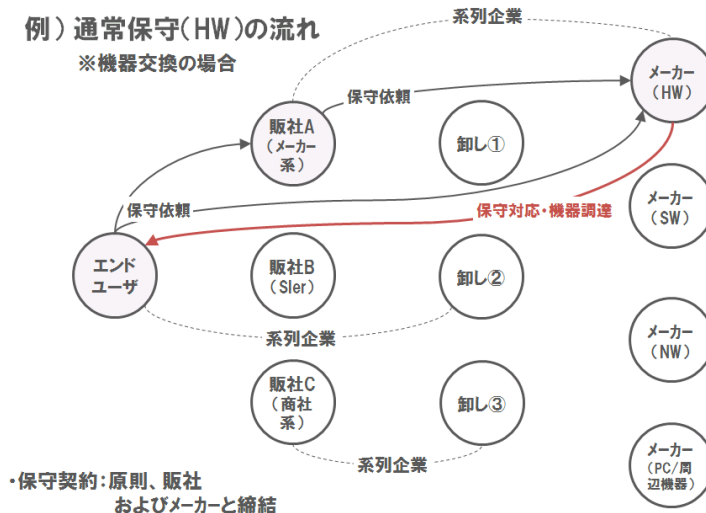 例）通常保守（HW）の流れ
※機器交換の場合
系列企業
メーカー
（HW）
保守依頼
販社A
（メーカー
系）
卸し①
メーカー
（SW）
保守依頼
保守対応・機器調達
エンド
ユーザ
販社B
（SIer）
卸し②
系列企業
メーカー
（NW）
販社C
（商社
系）
卸し③
系列企業
メーカー
（PC/周
辺機器）
・保守契約：原則、販社
およびメーカーと締結